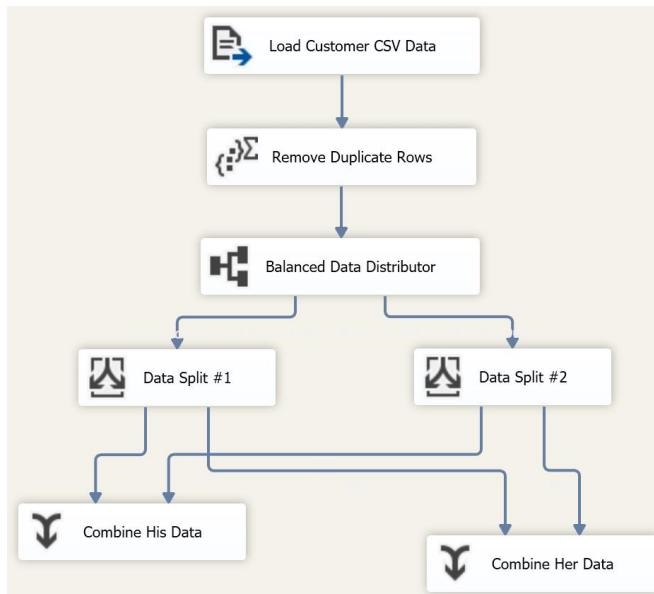 Load Customer CSV Data
Remove Duplicate Rows
Balanced Data Distributor
Data Split #1
Data Split #2
Combine His Data
Combine Her Data